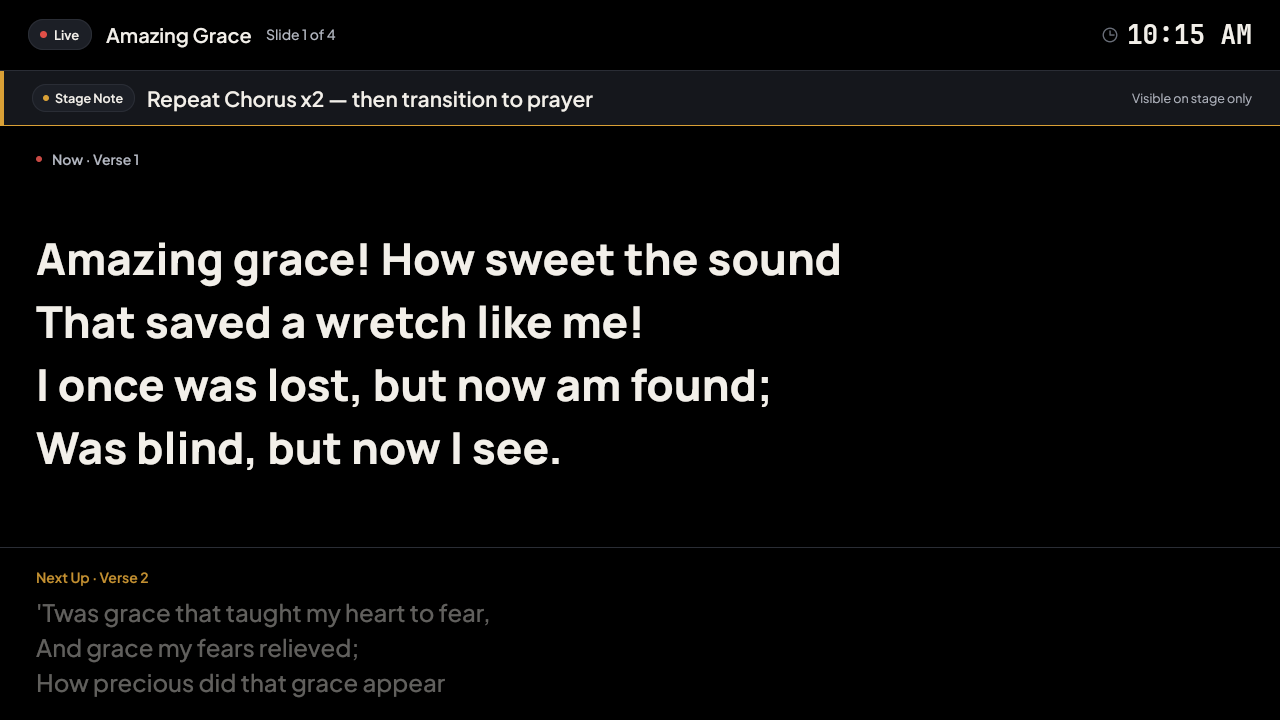 Live Amazing Grace Slide 1 of 4 10:15 AM
Stage Note Repeat Chorus x2 — then transition to prayer Visible on stage only
Now · Verse 1
Amazing grace! How sweet the sound
That saved a wretch like me!
I once was lost, but now am found;
Was blind, but now I see.
Next Up · Verse 2
'Twas grace that taught my heart to fear,
And grace my fears relieved;
How precious did that grace appear